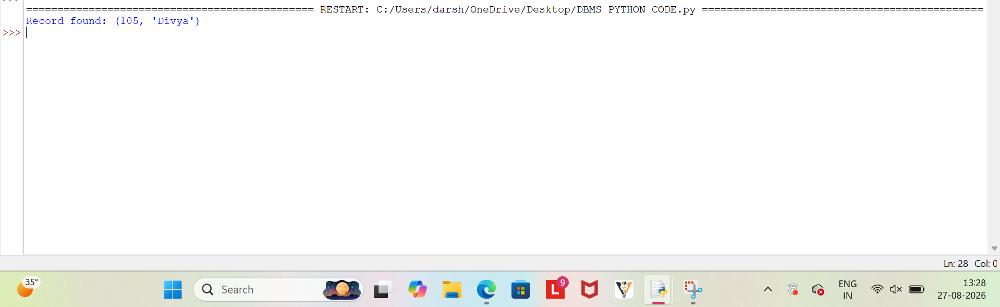 ============================================== RESTART: C:/Users/darsh/OneDrive/Desktop/DBMS PYTHON CODE.py =============================================
Record found: (105, 'Divya')
>>>
Ln: 28 Col: 0
35°
Search
L 9
ENG
IN
13:28
27-08-2026